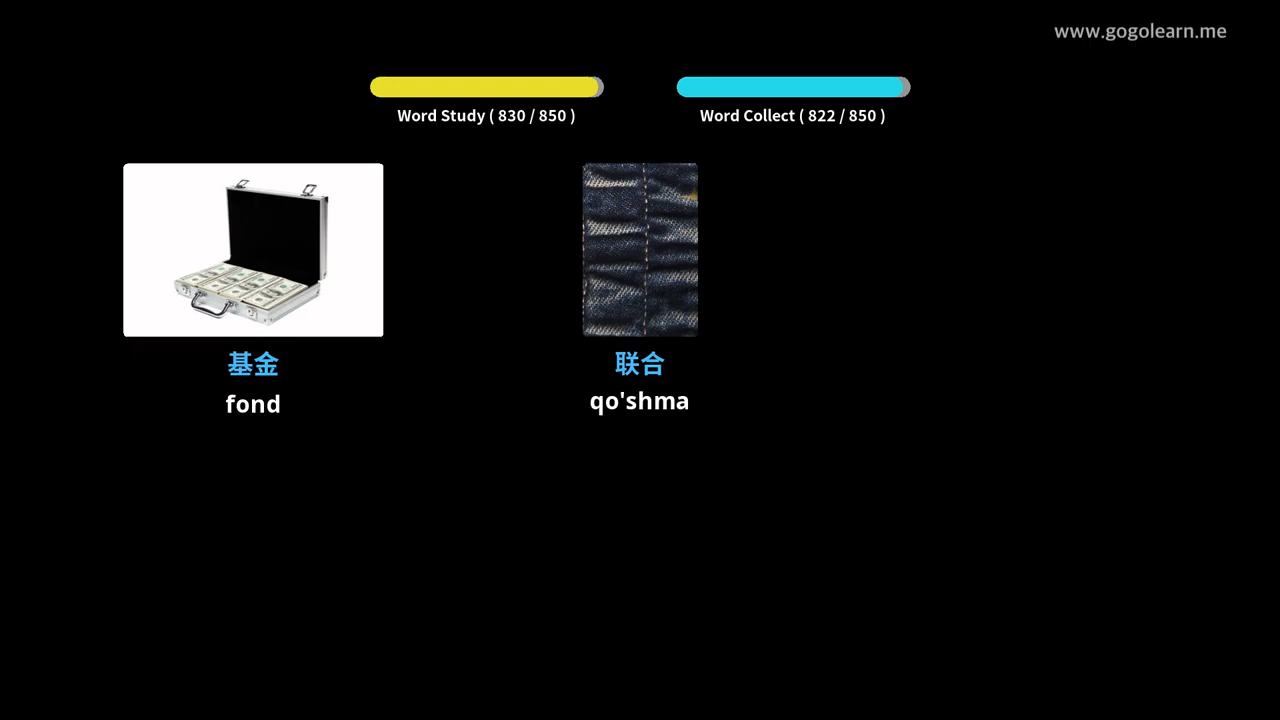 www.gogolearn.me
Word Study ( 830 / 850 )
Word Collect ( 822 / 850 )
基金
fond
联合
qo'shma